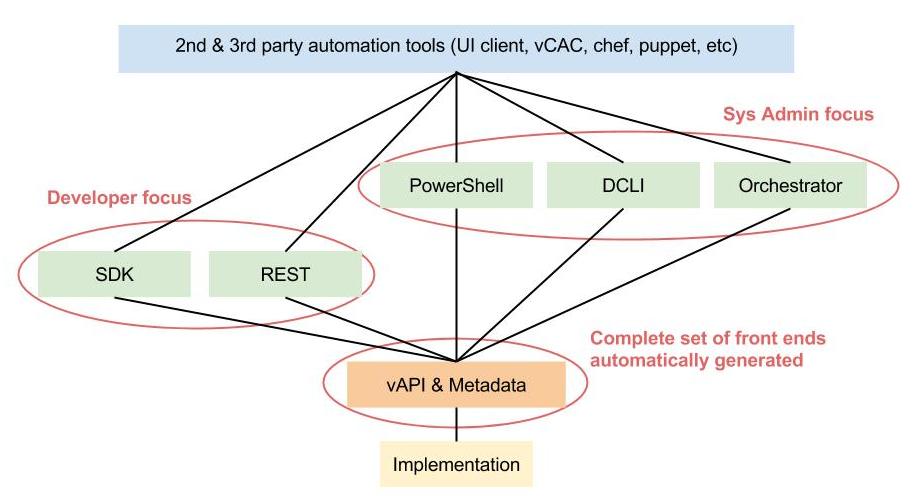 2nd & 3rd party automation tools (UI client, vCAC, chef, puppet, etc)
Sys Admin focus
PowerShell
DCLI
Orchestrator
Developer focus
SDK
REST
Complete set of front ends
automatically generated
vAPI & Metadata
Implementation